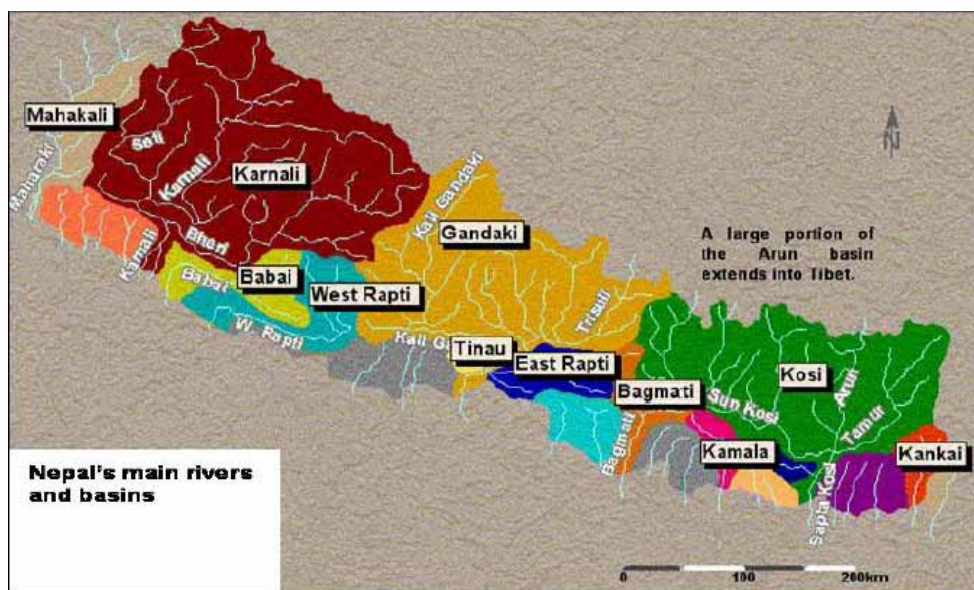 Mahakali
Maharaki
Seti
Karnali
Karnali
Karnali
Bheri
Kali Gandaki
Gandaki
A large portion of
the Arun basin
extends into Tibet.
Babai
Babai
West Rapti
W. Rapti
Trisuli
Kali G
Tinau
East Rapti
Bagmati
Bagmati
Sun Kosi
Kosi
Arun
Tamur
Kamala
Kankai
Sapta Kosi
N
Nepal's main rivers
and basins
0 100 200km